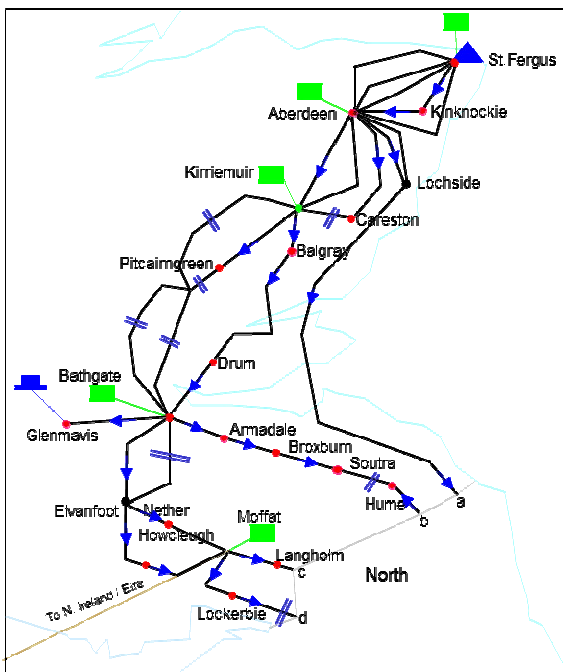 St Fergus
Aberdeen
Kinknockie
Kirriemuir
Lochside
Careston
Balgray
Pitcairngreen
Drum
Bathgate
Glenmavis
Armadale
Broxburn
Soutra
Hume
a
b
Elvanfoot
Nether
Howcleugh
Moffat
Langholm
c
North
To N. Ireland / Eire
Lockerbie
d